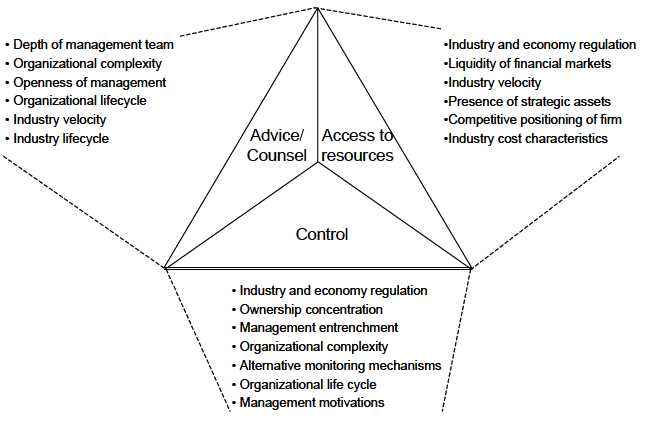 • Depth of management team
• Organizational complexity
• Openness of management
• Organizational lifecycle
• Industry velocity
• Industry lifecycle
•Industry and economy regulation
•Liquidity of financial markets
•Industry velocity
•Presence of strategic assets
•Competitive positioning of firm
•Industry cost characteristics
Advice/
Counsel
Access to
resources
Control
• Industry and economy regulation
• Ownership concentration
• Management entrenchment
• Organizational complexity
• Alternative monitoring mechanisms
• Organizational life cycle
• Management motivations